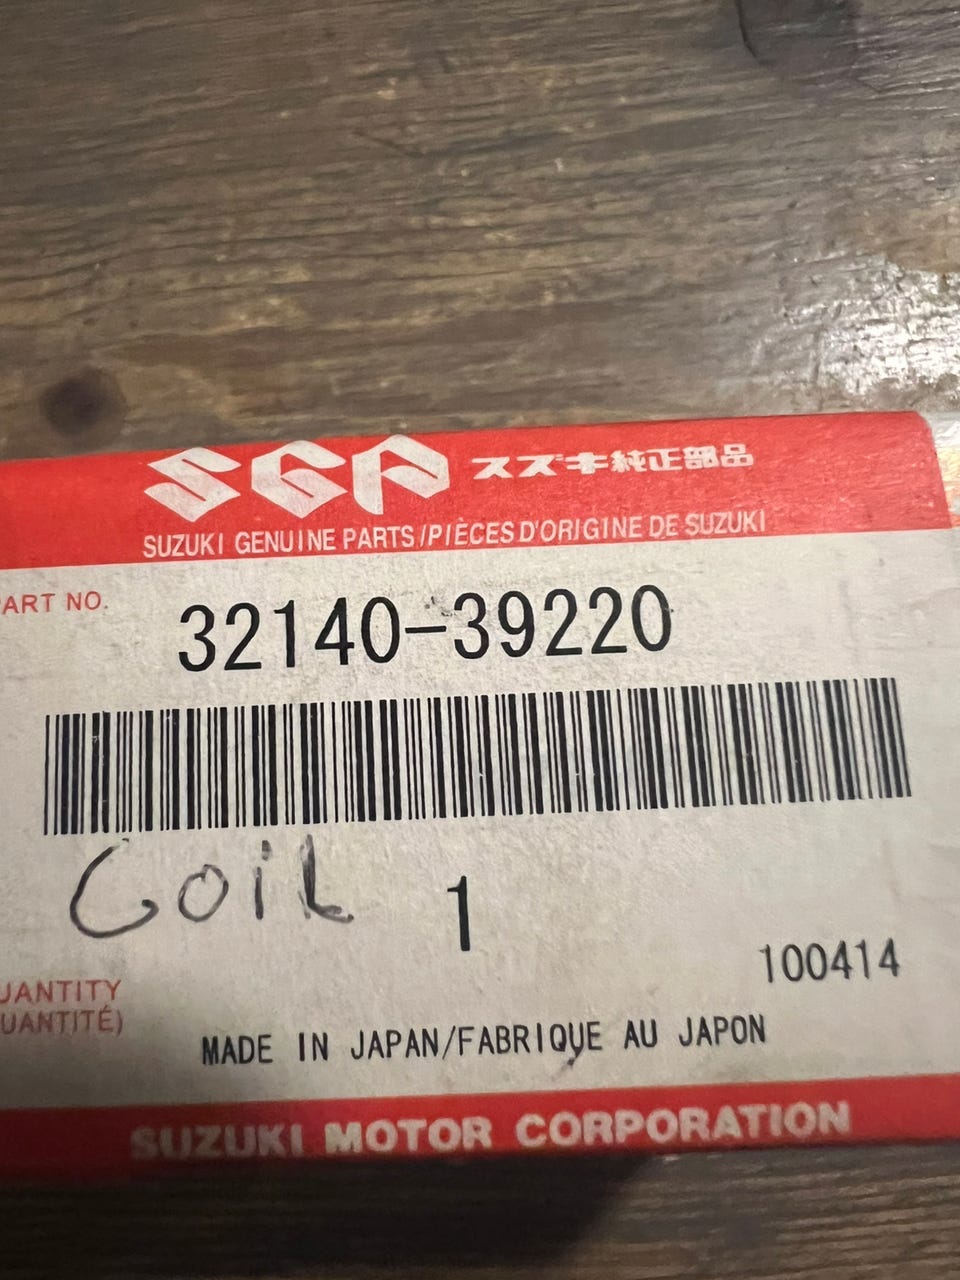 SGP スズキ純正部品
SUZUKI GENUINE PARTS/PIÈCES D'ORIGINE DE SUZUKI
ART NO. 32140-39220
Coil 1
100414
UANTITY
UANTITÉ)
MADE IN JAPAN/FABRIQUE AU JAPON
SUZUKI MOTOR CORPORATION